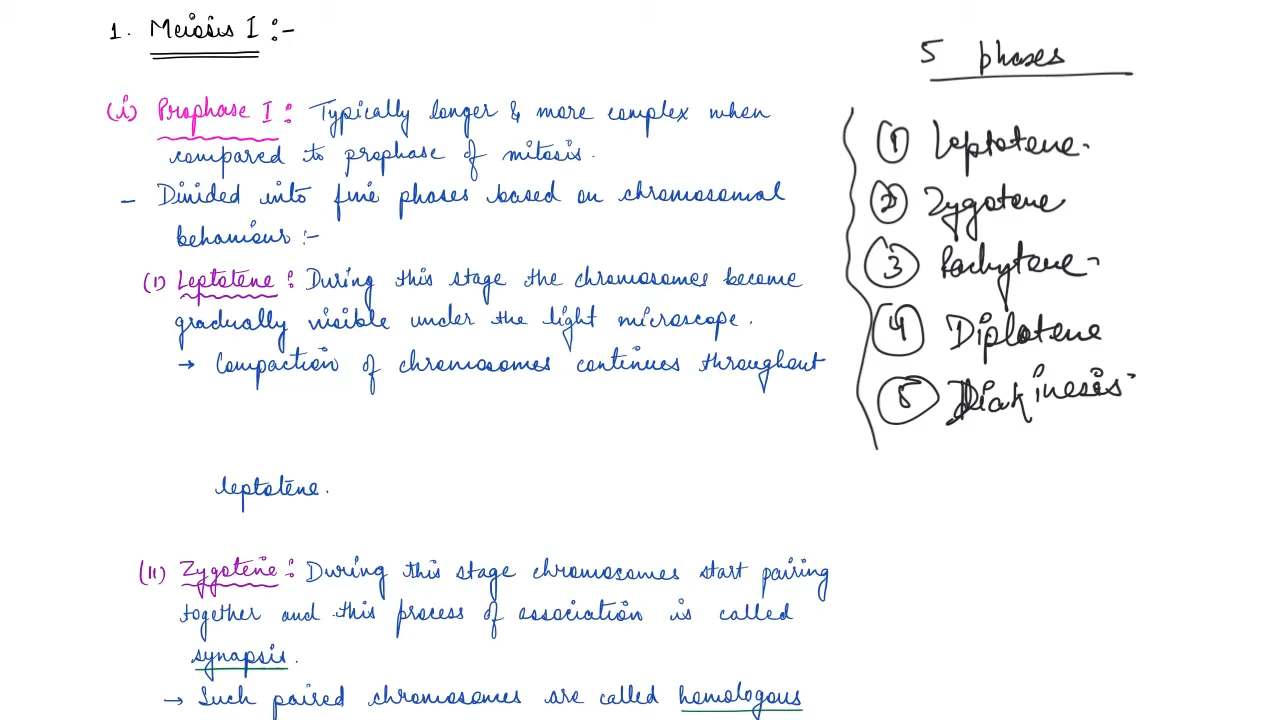 1. Meiosis I :-
(i) Prophase I : Typically longer & more complex when
compared to prophase of mitosis.
- Divided into five phases based on chromosomal
behaviour :-
(I) Leptotene : During this stage the chromosomes become
gradually visible under the light microscope.
→ Compaction of chromosomes continues throughout
leptotene.
(II) Zygotene : During this stage chromosomes start pairing
together and this process of association is called
synapsis.
→ Such paired chromosomes are called homologous
5 phases
① Leptotene.
② Zygotene
③ Pachytene
④ Diplotene
⑤ Diakinesis